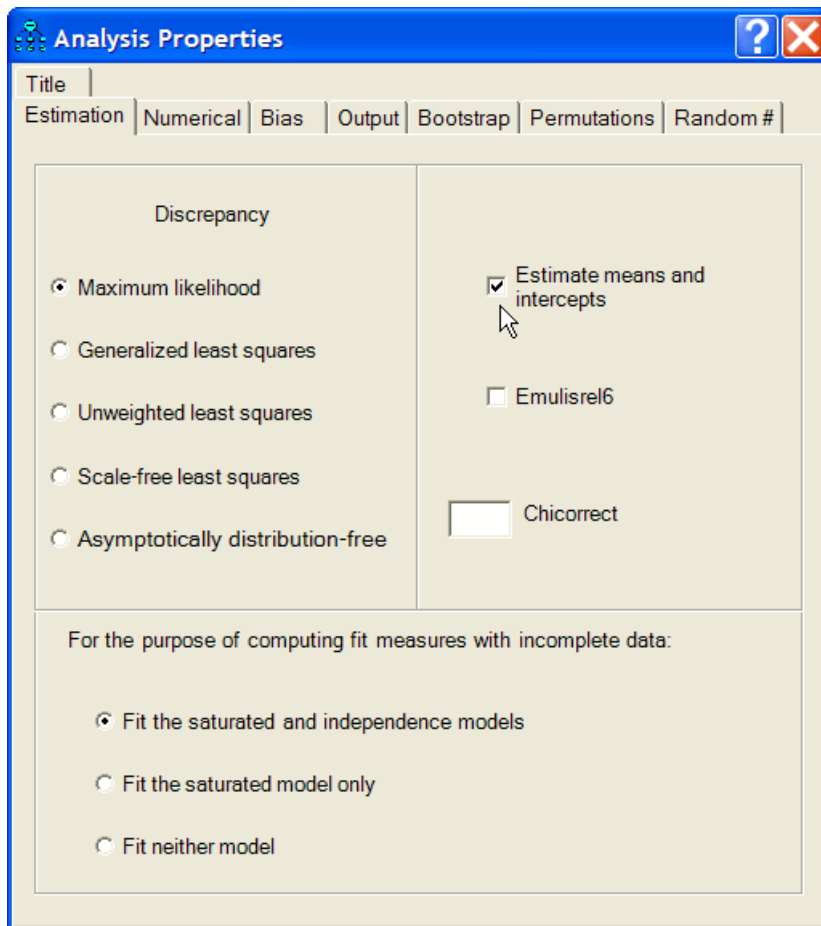 Analysis Properties
Title
Estimation Numerical Bias Output Bootstrap Permutations Random #
Discrepancy
Maximum likelihood
Generalized least squares
Unweighted least squares
Scale-free least squares
Asymptotically distribution-free
Estimate means and
intercepts
Emulisrel6
Chicorrect
For the purpose of computing fit measures with incomplete data:
Fit the saturated and independence models
Fit the saturated model only
Fit neither model